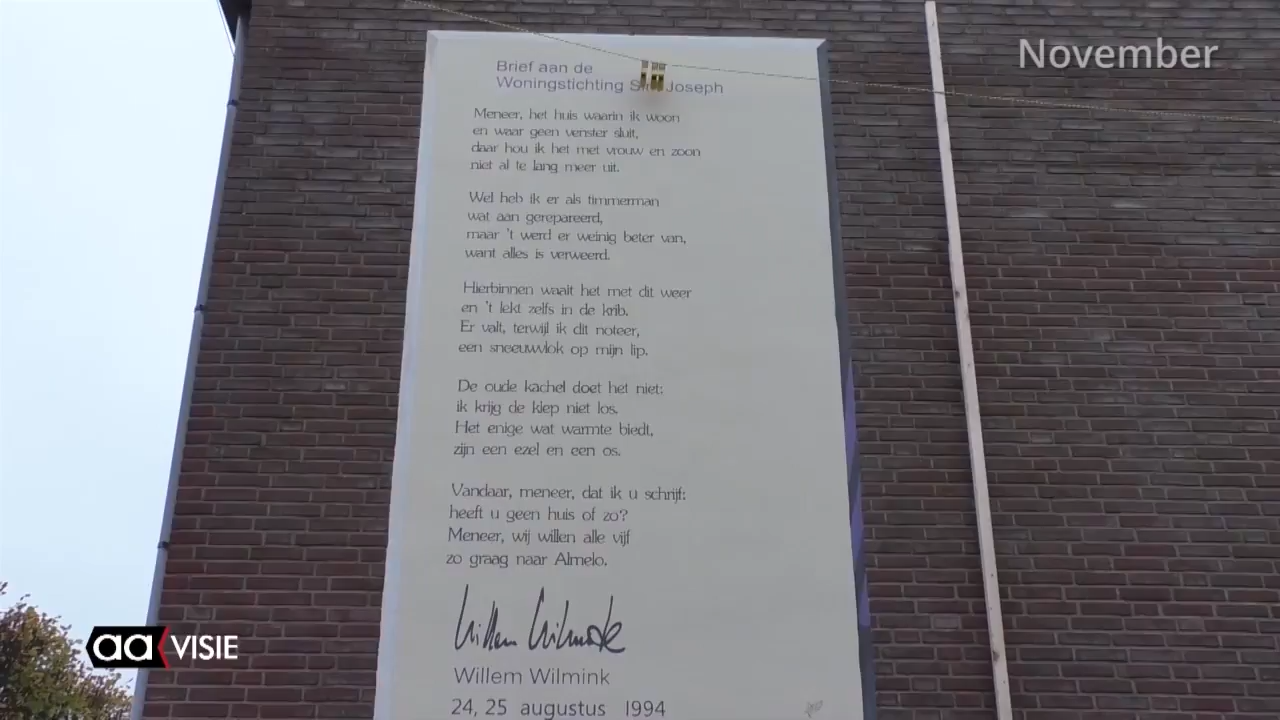 November
Brief aan de
Woningstichting Sint Joseph
Meneer, het huis waarin ik woon
en waar geen venster sluit,
daar hou ik het met vrouw en zoon
niet al te lang meer uit.
Wel heb ik er als timmerman
wat aan gerepareerd,
maar 't werd er weinig beter van,
want alles is verweerd.
Hierbinnen waait het met dit weer
en 't lekt zelfs in de krib.
Er valt, terwijl ik dit noteer,
een sneeuwvlok op mijn lip.
De oude kachel doet het niet:
ik krijg de klep niet los.
Het enige wat warmte biedt,
zijn een ezel en een os.
Vandaar, meneer, dat ik u schrijf:
heeft u geen huis of zo?
Meneer, wij willen alle vijf
zo graag naar Almelo.
Willem Wilmink
Willem Wilmink
24, 25 augustus 1994
aa VISIE